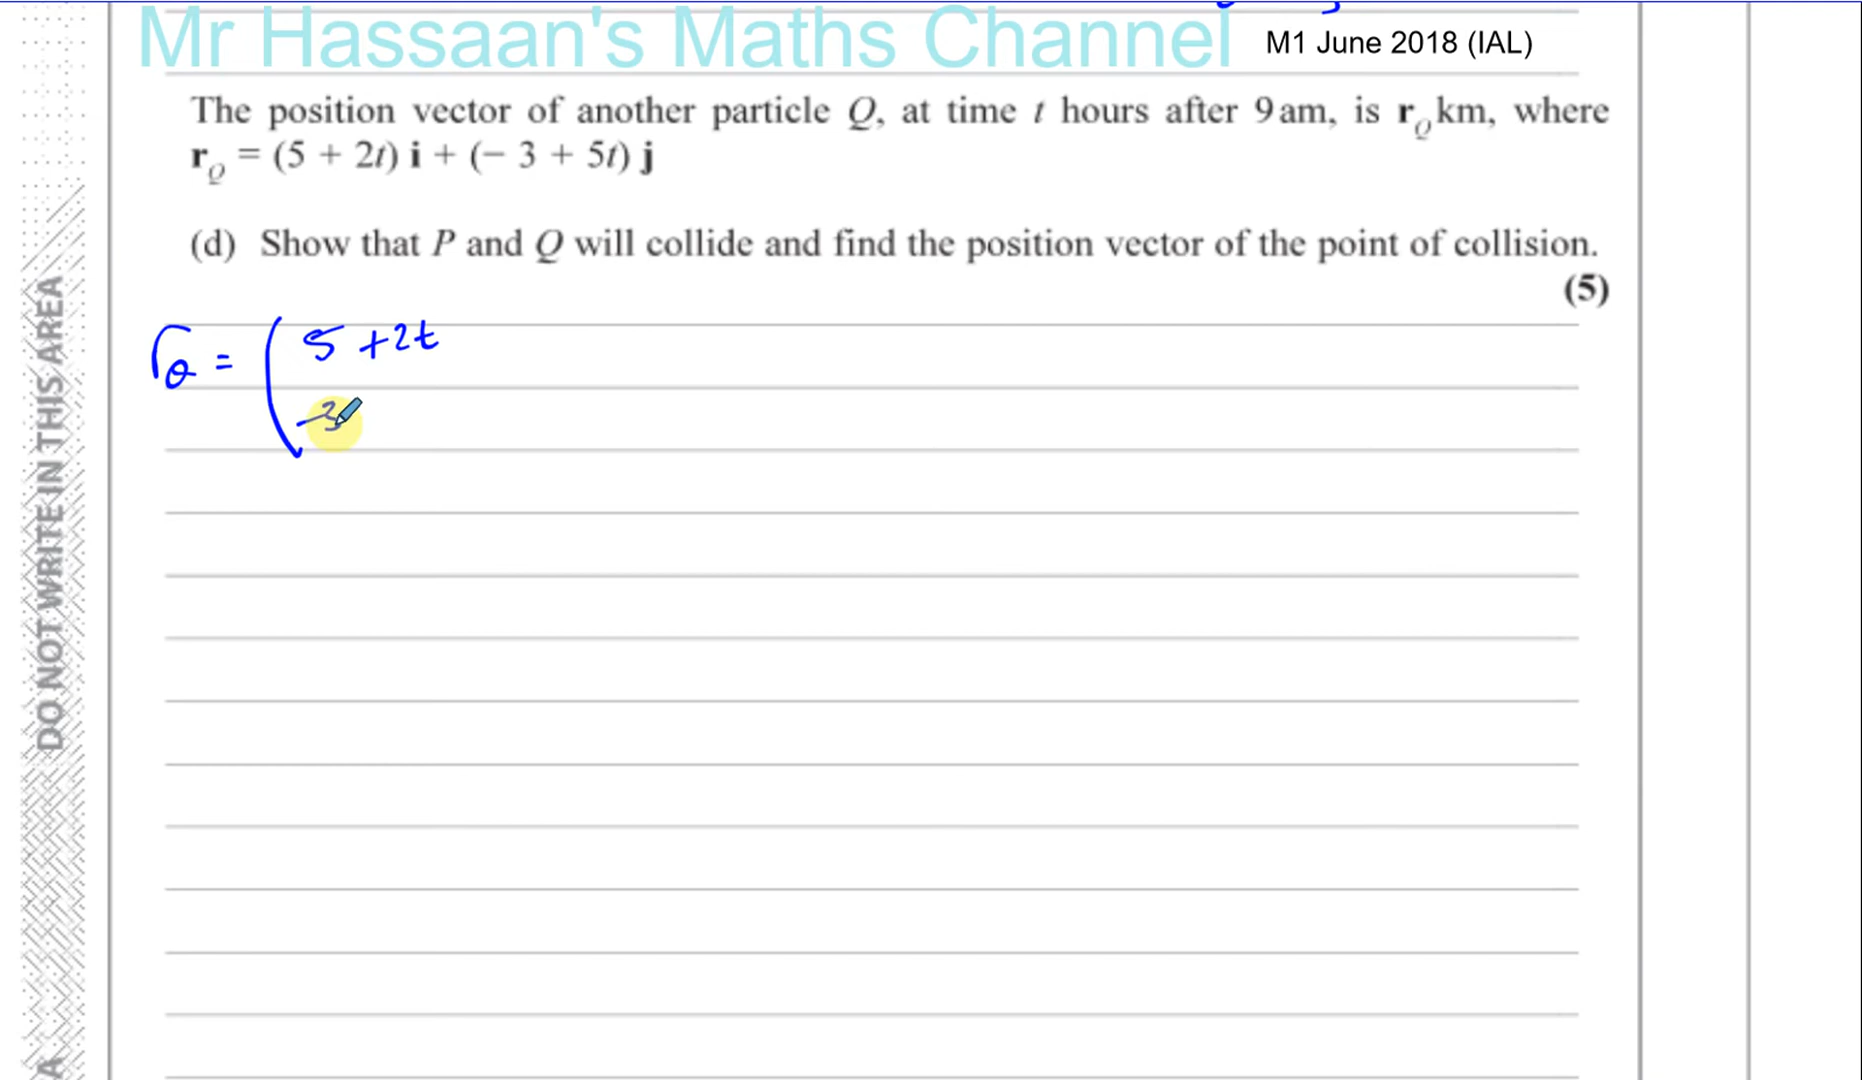 Mr Hassaan's Maths Channel
M1 June 2018 (IAL)
The position vector of another particle Q, at time t hours after 9 am, is r_Q km, where
r_Q = (5 + 2t) i + (− 3 + 5t) j
(d) Show that P and Q will collide and find the position vector of the point of collision.
(5)
r_Q = ( 5 + 2t
-3
DO NOT WRITE IN THIS AREA
A